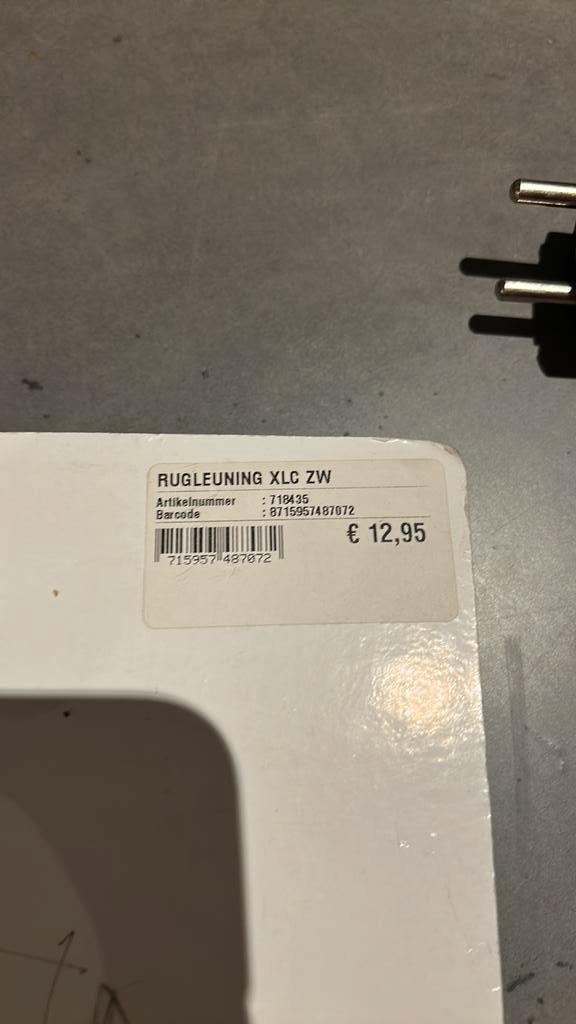 RUGLEUNING XLC ZW
Artikelnummer : 718435
Barcode : 8715957487072
€ 12,95
715957 487072